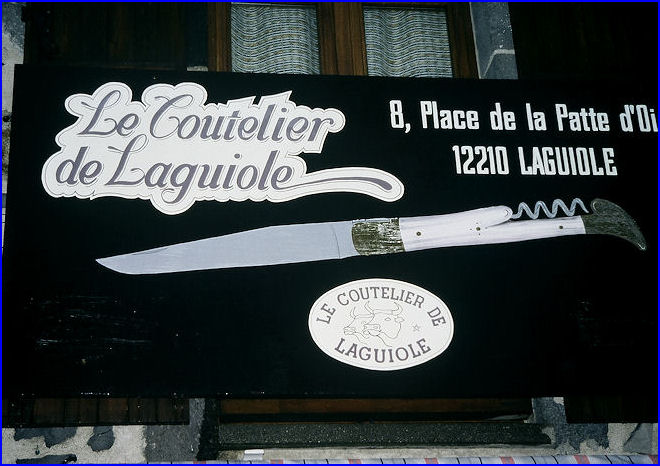 Le Coutelier
de Laguiole
8, Place de la Patte d'Oi
12210 LAGUIOLE
LE COUTELIER DE
LAGUIOLE